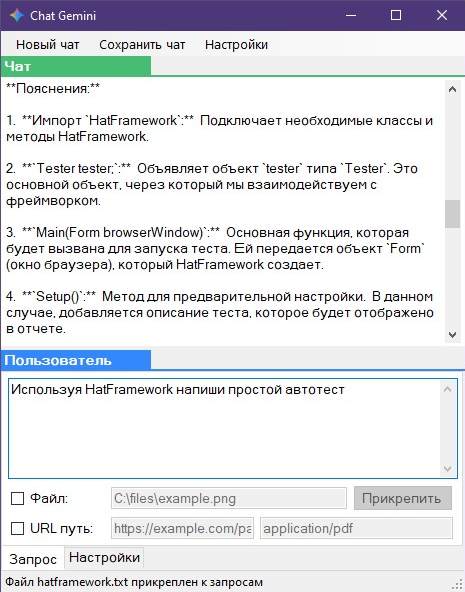 Chat Gemini
Новый чат Сохранить чат Настройки
Чат
**Пояснения:**
1. **Импорт `HatFramework`:** Подключает необходимые классы и
методы HatFramework.
2. **`Tester tester;`:** Объявляет объект `tester` типа `Tester`. Это
основной объект, через который мы взаимодействуем с
фреймворком.
3. **`Main(Form browserWindow)`:** Основная функция, которая
будет вызвана для запуска теста. Ей передается объект `Form`
(окно браузера), который HatFramework создает.
4. **`Setup()`:** Метод для предварительной настройки. В данном
случае, добавляется описание теста, которое будет отображено
в отчете.
Пользователь
Используя HatFramework напиши простой автотест
Файл: C:\files\example.png Прикрепить
URL путь: https://example.com/pa application/pdf
Запрос Настройки
Файл hatframework.txt прикреплен к запросам